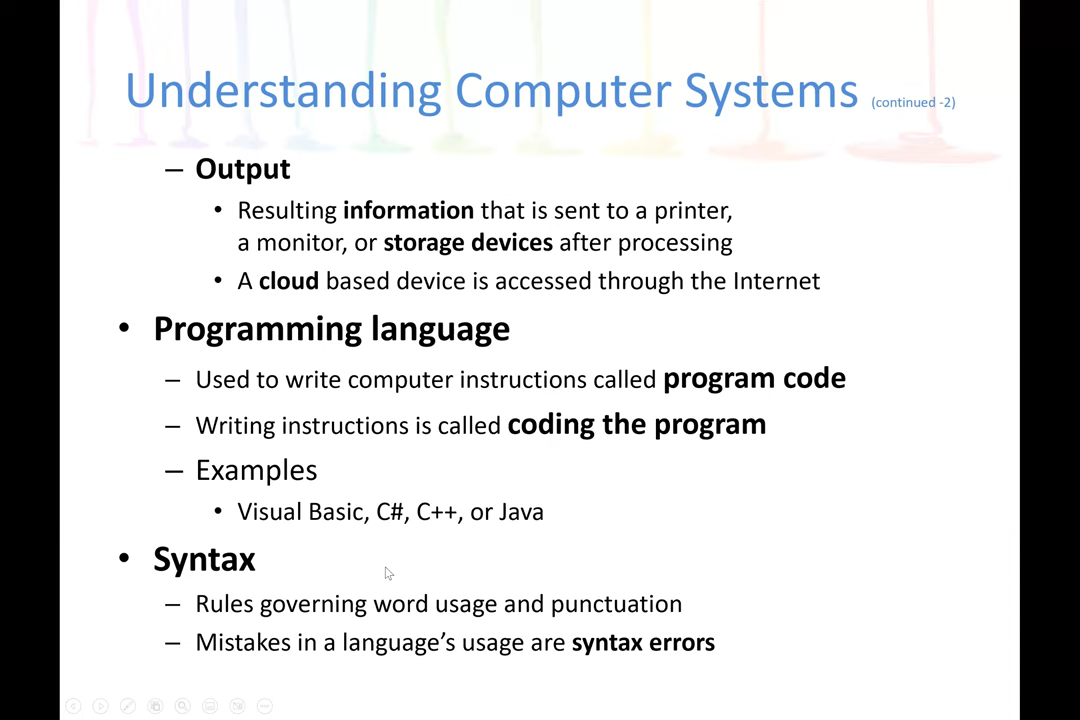 Understanding Computer Systems (continued -2)
– Output
• Resulting information that is sent to a printer,
a monitor, or storage devices after processing
• A cloud based device is accessed through the Internet
• Programming language
– Used to write computer instructions called program code
– Writing instructions is called coding the program
– Examples
• Visual Basic, C#, C++, or Java
• Syntax
– Rules governing word usage and punctuation
– Mistakes in a language’s usage are syntax errors